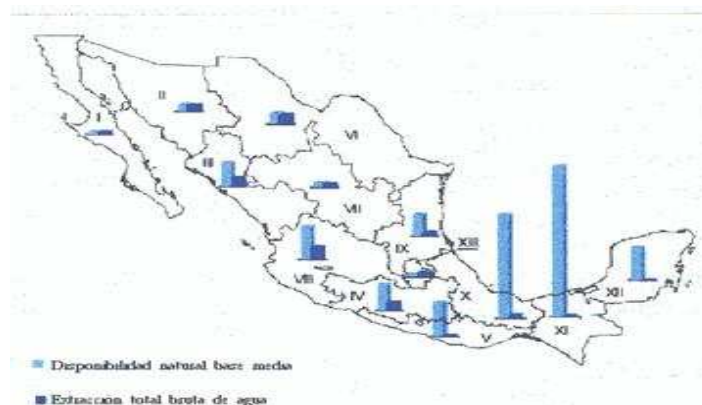 II
I
VI
III
VII
IX
XIII
VIII
IV
X
XII
V
XI
Disponibilidad natural base media
Extracción total bruta de agua